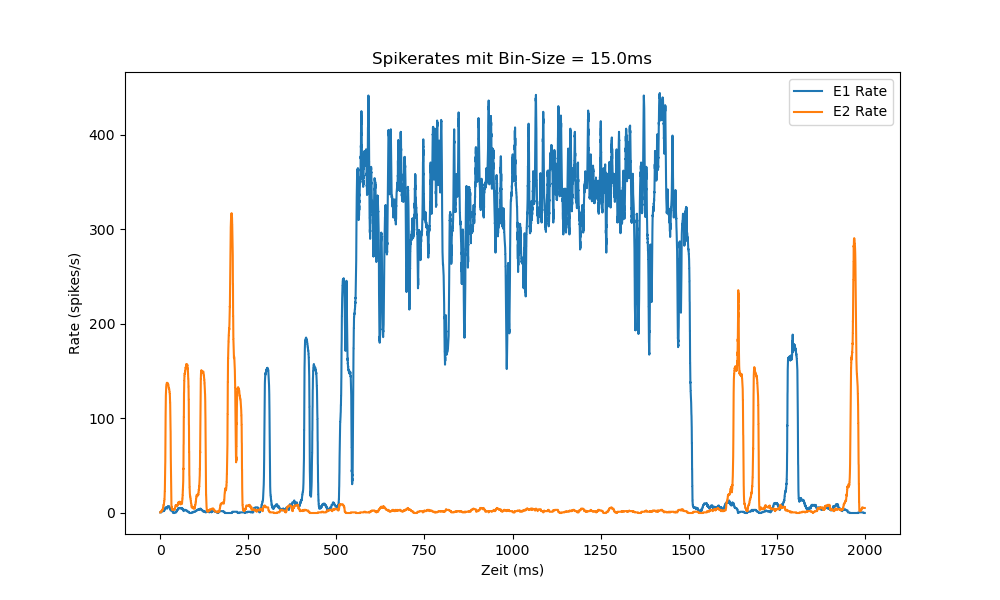 Spikerates mit Bin-Size = 15.0ms
E1 Rate
E2 Rate
Rate (spikes/s)
400
300
200
100
0
0 250 500 750 1000 1250 1500 1750 2000
Zeit (ms)